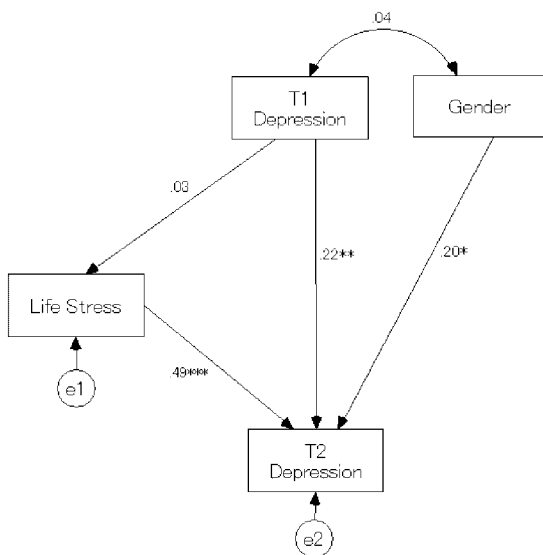 .04
T1
Depression
Gender
.03
.22**
.20*
Life Stress
e1
.49***
T2
Depression
e2